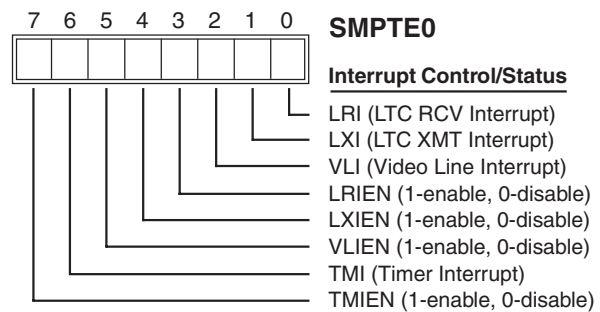 7 6 5 4 3 2 1 0
SMPTE0
Interrupt Control/Status
LRI (LTC RCV Interrupt)
LXI (LTC XMT Interrupt)
VLI (Video Line Interrupt)
LRIEN (1-enable, 0-disable)
LXIEN (1-enable, 0-disable)
VLIEN (1-enable, 0-disable)
TMI (Timer Interrupt)
TMIEN (1-enable, 0-disable)